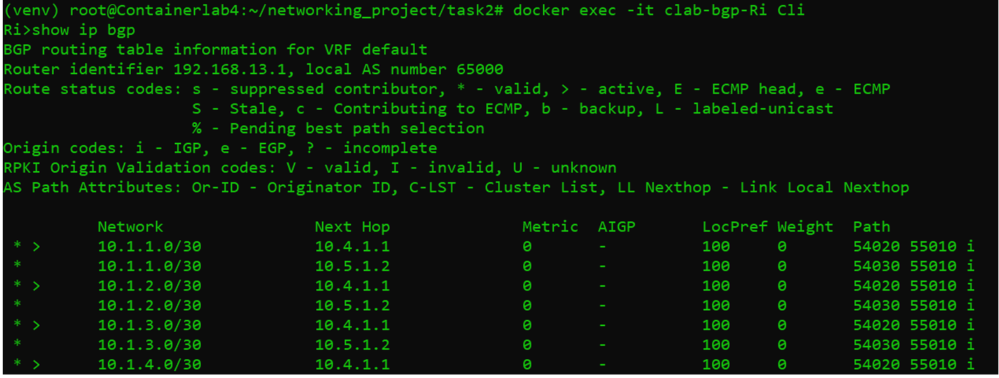 (venv) root@Containerlab4:~/networking_project/task2# docker exec -it clab-bgp-Ri Cli
Ri>show ip bgp
BGP routing table information for VRF default
Router identifier 192.168.13.1, local AS number 65000
Route status codes: s - suppressed contributor, * - valid, > - active, E - ECMP head, e - ECMP
                    S - Stale, c - Contributing to ECMP, b - backup, L - labeled-unicast
                    % - Pending best path selection
Origin codes: i - IGP, e - EGP, ? - incomplete
RPKI Origin Validation codes: V - valid, I - invalid, U - unknown
AS Path Attributes: Or-ID - Originator ID, C-LST - Cluster List, LL Nexthop - Link Local Nexthop
          Network                Next Hop              Metric  AIGP       LocPref Weight  Path
 * >      10.1.1.0/30            10.4.1.1              0       -          100     0       54020 55010 i
 *        10.1.1.0/30            10.5.1.2              0       -          100     0       54030 55010 i
 * >      10.1.2.0/30            10.4.1.1              0       -          100     0       54020 55010 i
 *        10.1.2.0/30            10.5.1.2              0       -          100     0       54030 55010 i
 * >      10.1.3.0/30            10.4.1.1              0       -          100     0       54020 55010 i
 *        10.1.3.0/30            10.5.1.2              0       -          100     0       54030 55010 i
 * >      10.1.4.0/30            10.4.1.1              0       -          100     0       54020 55010 i